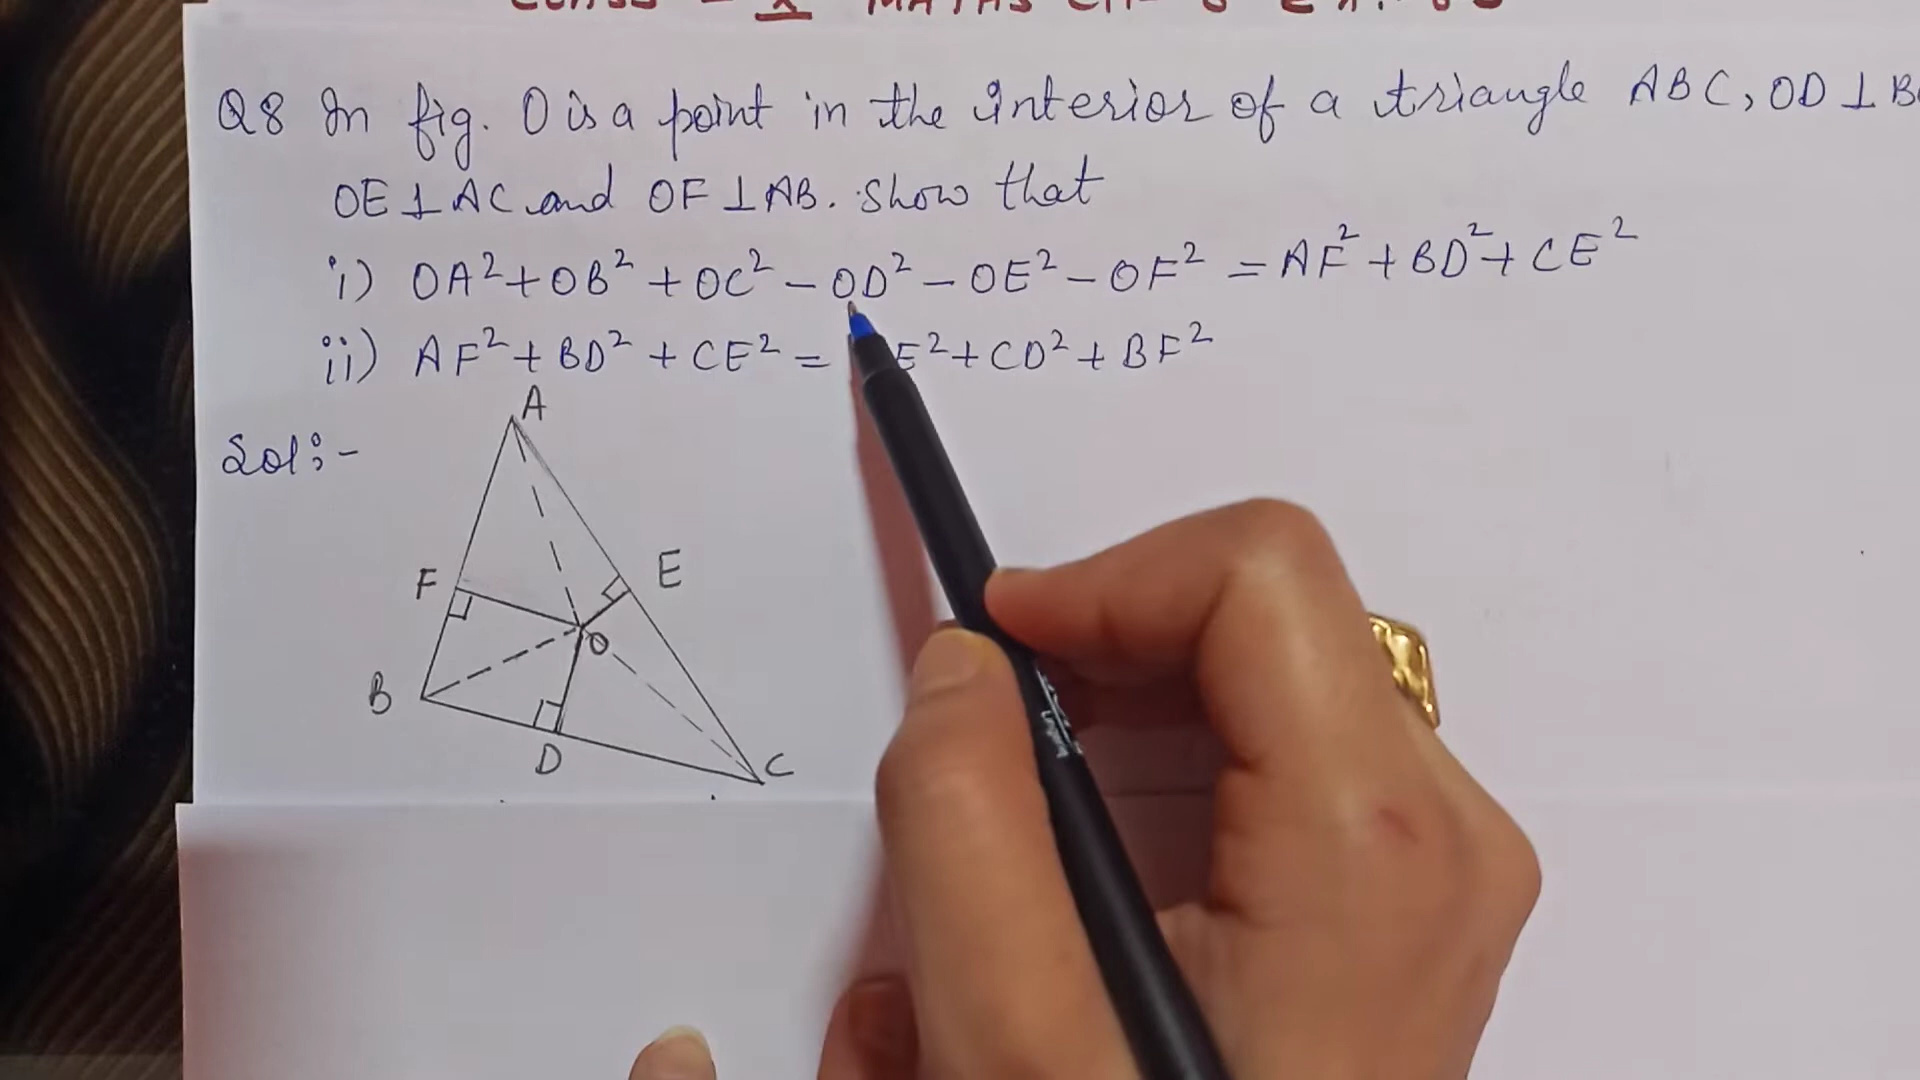 Q8 In fig. O is a point in the interior of a triangle ABC, OD ⊥ B
OE ⊥ AC and OF ⊥ AB. Show that
i) OA² + OB² + OC² - OD² - OE² - OF² = AF² + BD² + CE²
ii) AF² + BD² + CE² = E² + CD² + BF²
A
Sol:-
F
E
O
B
D
C